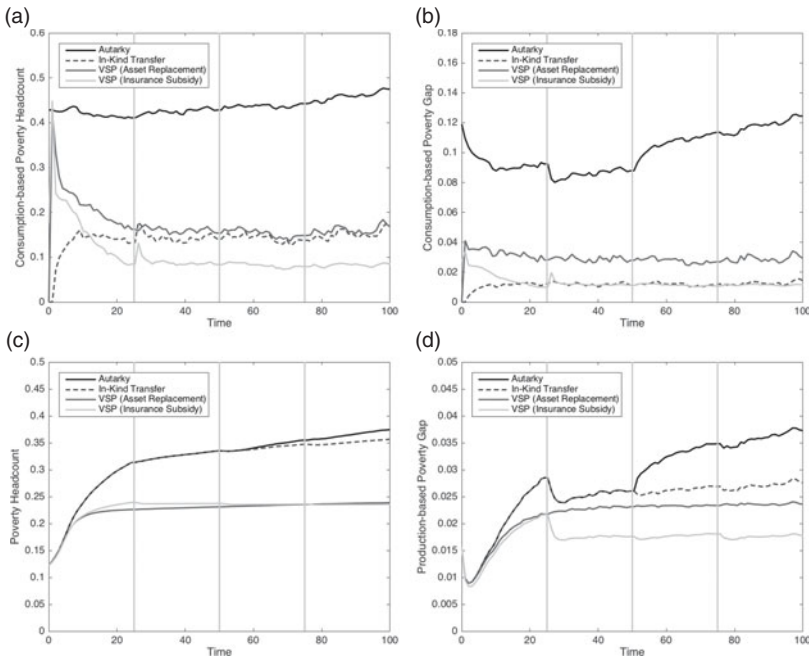 (a)
0.6
0.5
0.4
0.3
0.2
0.1
0
Consumption-based Poverty Headcount
Autarky
In-Kind Transfer
VSP (Asset Replacement)
VSP (Insurance Subsidy)
0 20 40 60 80 100
Time
(b)
0.18
0.16
0.14
0.12
0.1
0.08
0.06
0.04
0.02
0
Consumption-based Poverty Gap
Autarky
In-Kind Transfer
VSP (Asset Replacement)
VSP (Insurance Subsidy)
0 20 40 60 80 100
Time
(c)
0.5
0.45
0.4
0.35
0.3
0.25
0.2
0.15
0.1
0.05
0
Poverty Headcount
Autarky
In-Kind Transfer
VSP (Asset Replacement)
VSP (Insurance Subsidy)
0 20 40 60 80 100
Time
(d)
0.05
0.045
0.04
0.035
0.03
0.025
0.02
0.015
0.01
0.005
0
Production-based Poverty Gap
Autarky
In-Kind Transfer
VSP (Asset Replacement)
VSP (Insurance Subsidy)
0 20 40 60 80 100
Time